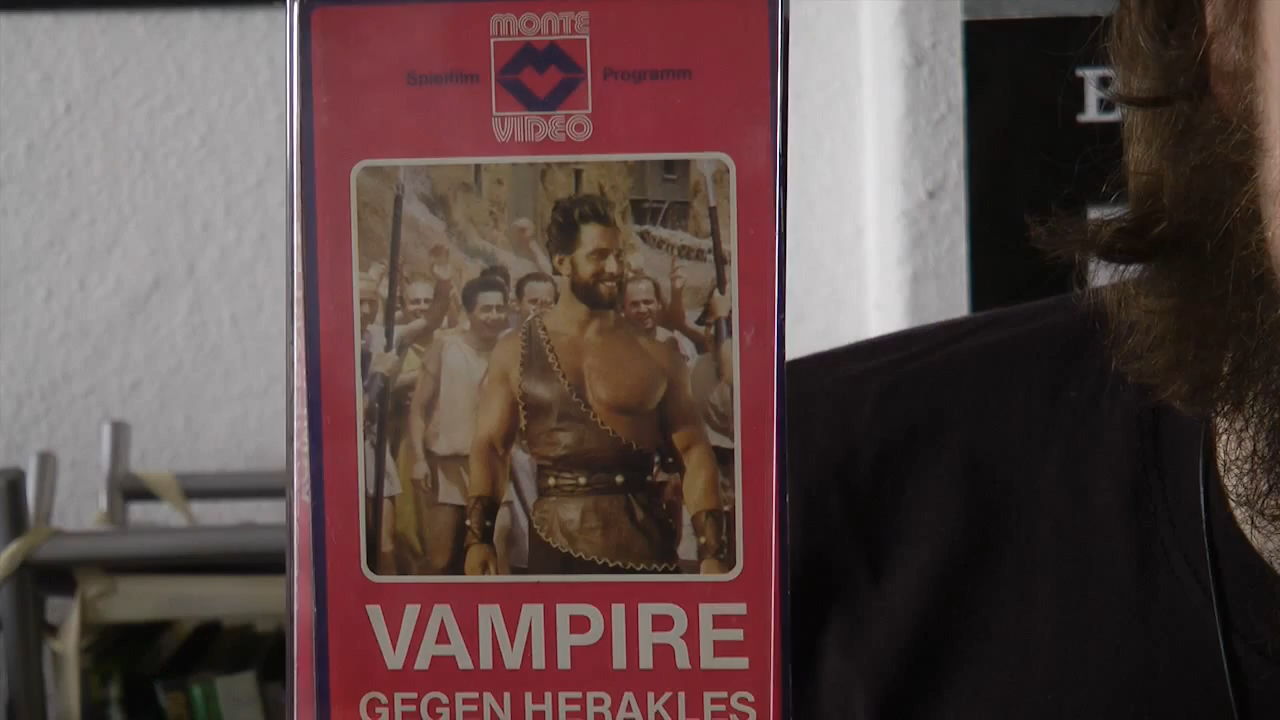 MONTE
Spielfilm Programm
VIDEO
VAMPIRE
GEGEN HERAKLES